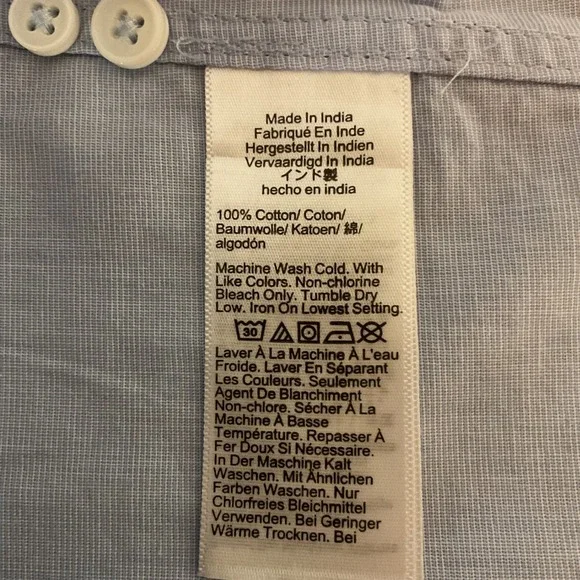 Made In India
Fabriqué En Inde
Hergestellt In Indien
Vervaardigd In India
インド製
hecho en india
100% Cotton/ Coton/
Baumwolle/ Katoen/ 綿/
algodón
Machine Wash Cold. With
Like Colors. Non-chlorine
Bleach Only. Tumble Dry
Low. Iron On Lowest Setting.
30
Laver À La Machine À L'eau
Froide. Laver En Séparant
Les Couleurs. Seulement
Agent De Blanchiment
Non-chlore. Sécher À La
Machine À Basse
Température. Repasser À
Fer Doux Si Nécessaire.
In Der Maschine Kalt
Waschen. Mit Ähnlichen
Farben Waschen. Nur
Chlorfreies Bleichmittel
Verwenden. Bei Geringer
Wärme Trocknen. Bei